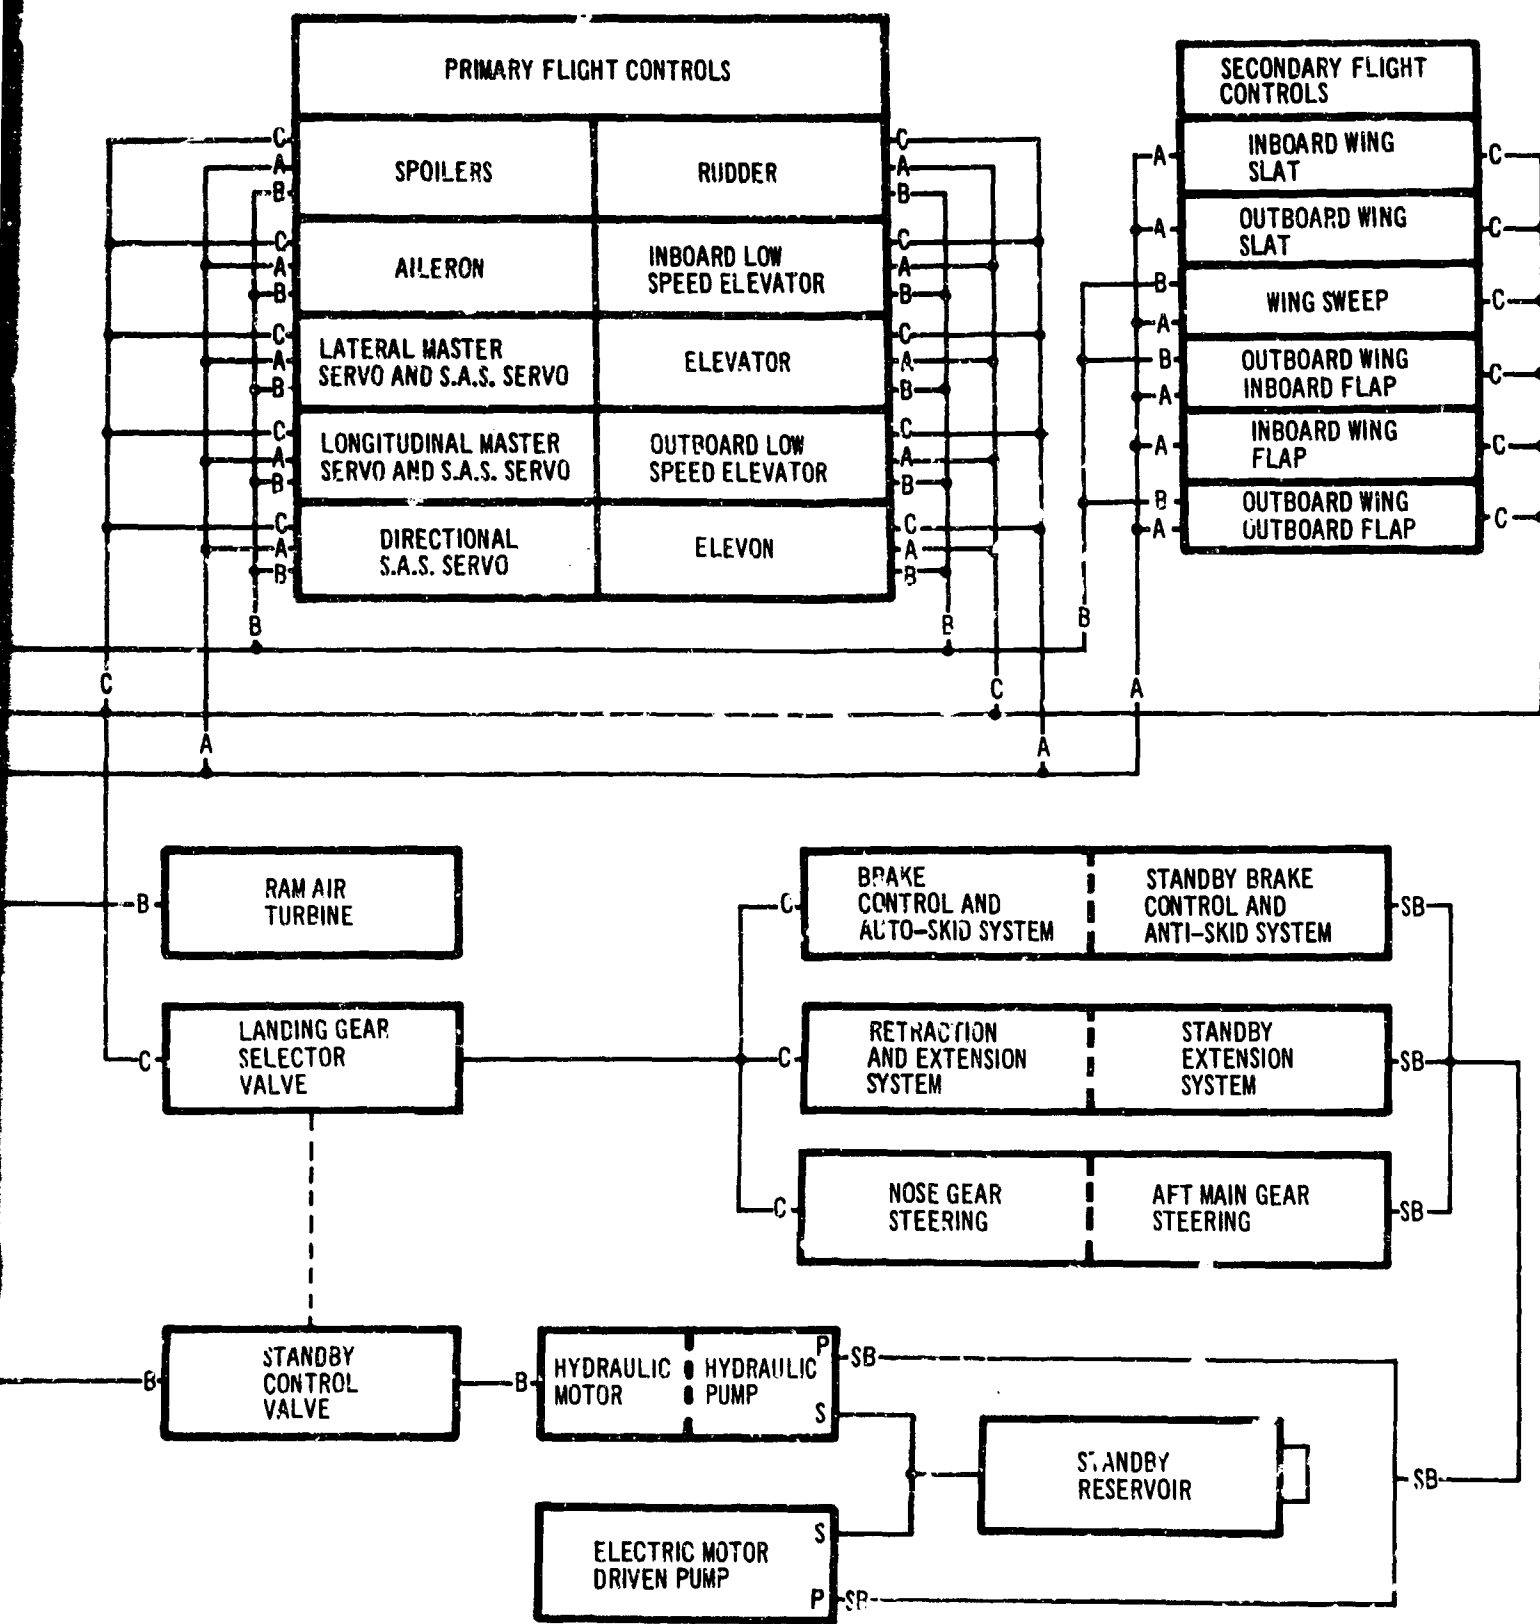 PRIMARY FLIGHT CONTROLS
C
A
B
SPOILERS
RUDDER
C
A
B
C
A
B
AILERON
INBOARD LOW
SPEED ELEVATOR
C
A
B
C
A
B
LATERAL MASTER
SERVO AND S.A.S. SERVO
ELEVATOR
C
A
B
C
A
B
LONGITUDINAL MASTER
SERVO AND S.A.S. SERVO
OUTBOARD LOW
SPEED ELEVATOR
C
A
B
C
A
B
DIRECTIONAL
S.A.S. SERVO
ELEVON
C
A
B
SECONDARY FLIGHT
CONTROLS
A
INBOARD WING
SLAT
C
A
OUTBOARD WING
SLAT
C
B
A
WING SWEEP
C
B
A
OUTBOARD WING
INBOARD FLAP
C
A
INBOARD WING
FLAP
C
B
A
OUTBOARD WING
OUTBOARD FLAP
C
B
B
B
C
C
A
A
A
B
RAM AIR
TURBINE
C
BRAKE
CONTROL AND
AUTO-SKID SYSTEM
STANDBY BRAKE
CONTROL AND
ANTI-SKID SYSTEM
SB
C
LANDING GEAR
SELECTOR
VALVE
C
RETRACTION
AND EXTENSION
SYSTEM
STANDBY
EXTENSION
SYSTEM
SB
C
NOSE GEAR
STEERING
AFT MAIN GEAR
STEERING
SB
B
STANDBY
CONTROL
VALVE
B
HYDRAULIC
MOTOR
HYDRAULIC
PUMP
P
SB
S
STANDBY
RESERVOIR
SB
ELECTRIC MOTOR
DRIVEN PUMP
S
P
SB